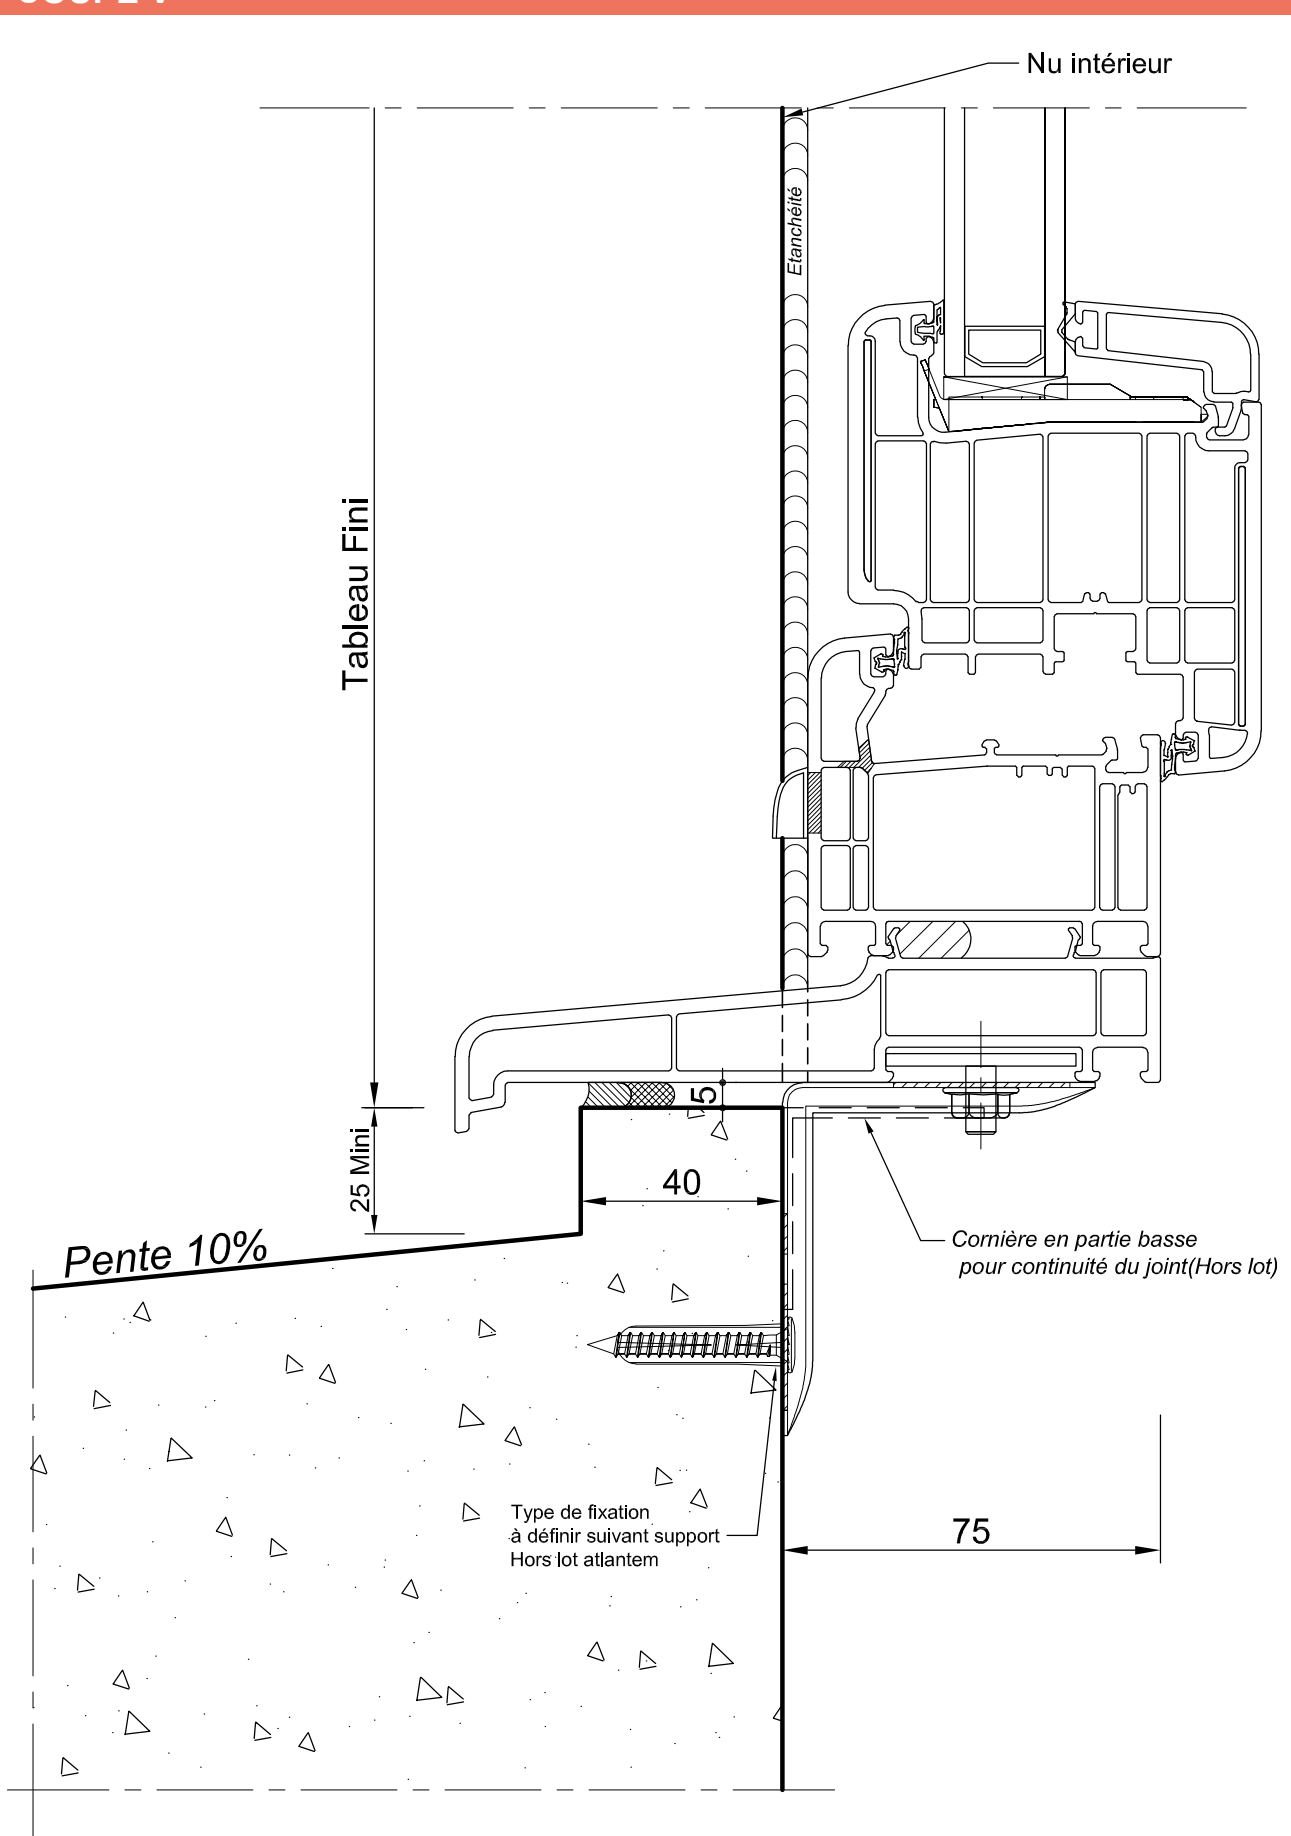 Nu intérieur
Etanchéité
Tableau Fini
5
25 Mini
40
Pente 10%
Cornière en partie basse
pour continuité du joint(Hors lot)
Type de fixation
à définir suivant support
Hors lot atlantem
75